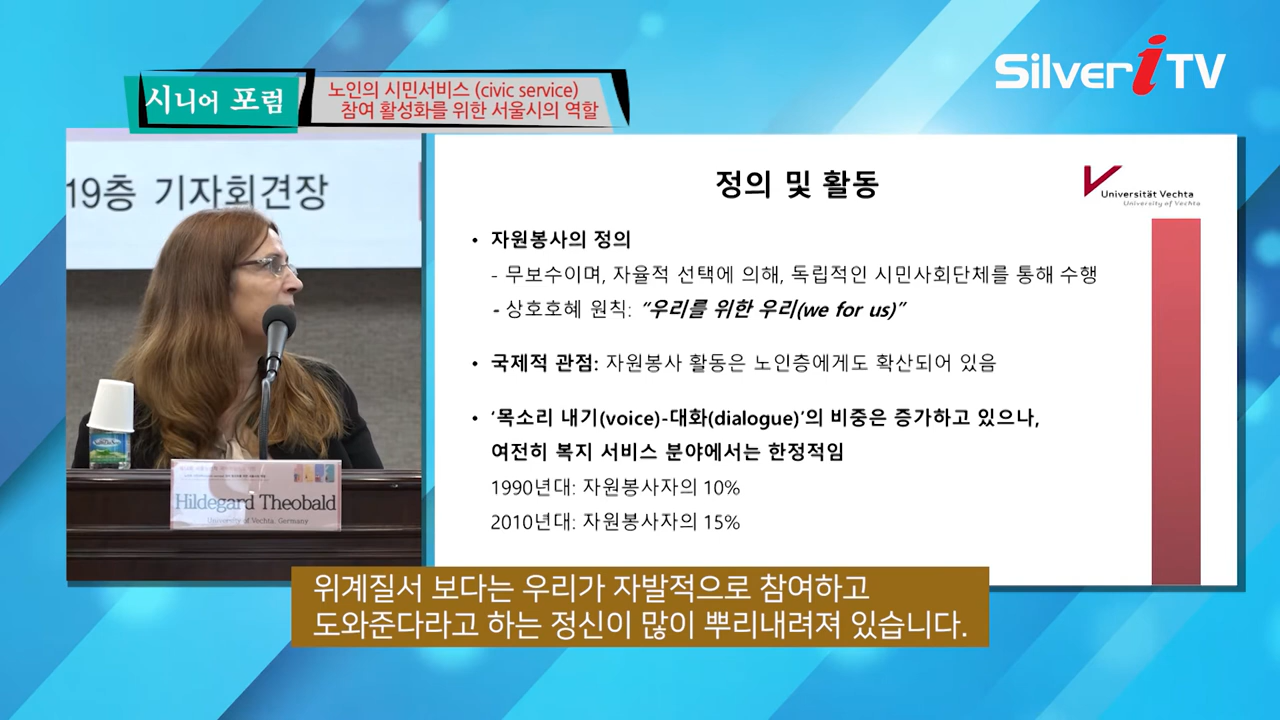 Silver i TV
시니어 포럼
노인의 시민서비스 (civic service)
참여 활성화를 위한 서울시의 역할
19층 기자회견장
Hildegard Theobald
University of Vechta, Germany
정의 및 활동
Universität Vechta
University of Vechta
• 자원봉사의 정의
- 무보수이며, 자율적 선택에 의해, 독립적인 시민사회단체를 통해 수행
- 상호호혜 원칙: “우리를 위한 우리(we for us)”
• 국제적 관점: 자원봉사 활동은 노인층에게도 확산되어 있음
• ‘목소리 내기(voice)-대화(dialogue)’의 비중은 증가하고 있으나,
여전히 복지 서비스 분야에서는 한정적임
1990년대: 자원봉사자의 10%
2010년대: 자원봉사자의 15%
위계질서 보다는 우리가 자발적으로 참여하고
도와준다라고 하는 정신이 많이 뿌리내려져 있습니다.